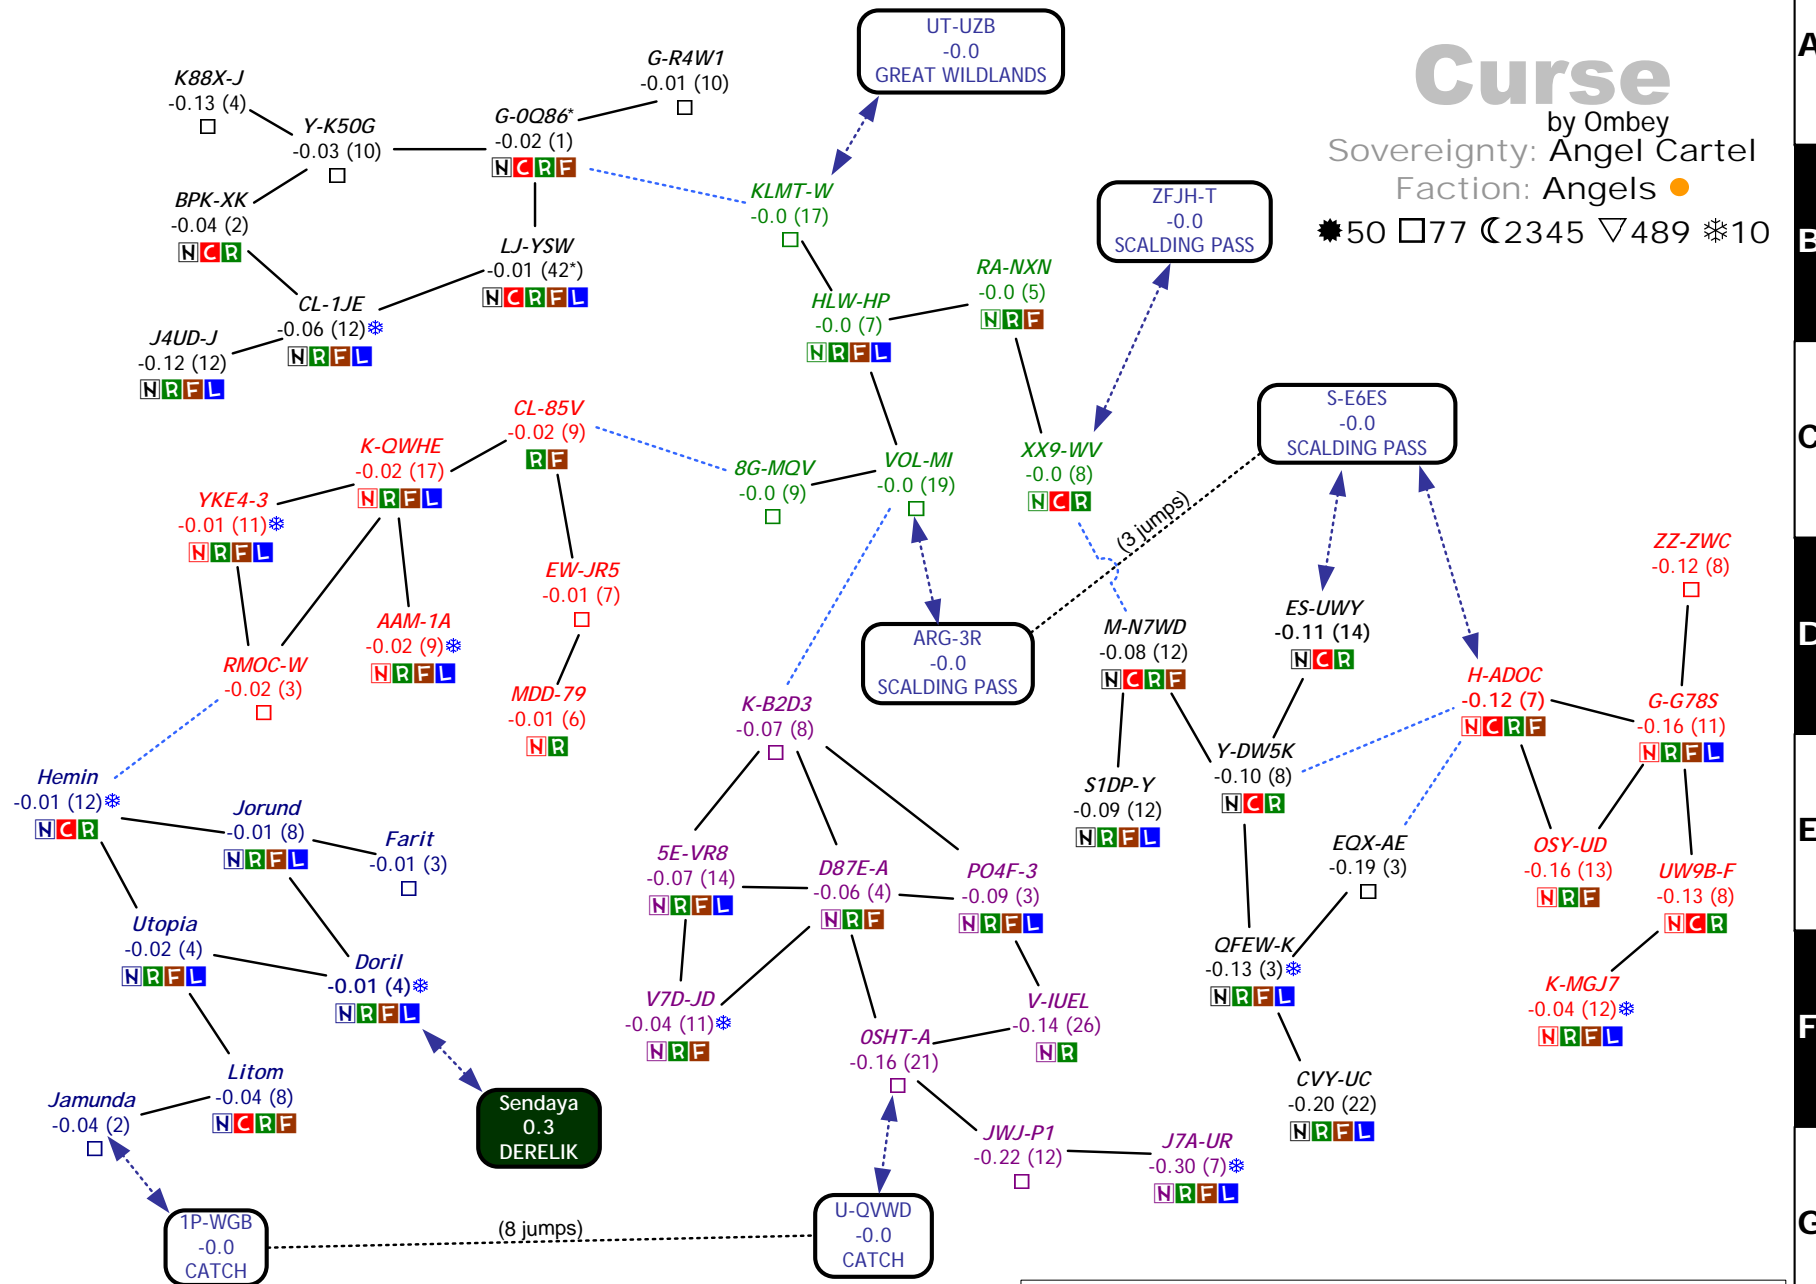 Curse
by Ombey
Sovereignty: Angel Cartel
Faction: Angels
50 77 2345 489 10
A
B
C
D
E
F
G
UT-UZB
-0.0
GREAT WILDLANDS
G-R4W1
-0.01 (10)
K88X-J
-0.13 (4)
Y-K50G
-0.03 (10)
G-0Q86*
-0.02 (1)
N C R F
BPK-XK
-0.04 (2)
N C R
LJ-YSW
-0.01 (42*)
N C R F L
CL-1JE
-0.06 (12)
N R F L
J4UD-J
-0.12 (12)
N R F L
KLMT-W
-0.0 (17)
ZFJH-T
-0.0
SCALDING PASS
RA-NXN
-0.0 (5)
N R F
HLW-HP
-0.0 (7)
N R F L
CL-85V
-0.02 (9)
R F
K-QWHE
-0.02 (17)
N R F L
YKE4-3
-0.01 (11)
N R F L
8G-MQV
-0.0 (9)
VOL-MI
-0.0 (19)
XX9-WV
-0.0 (8)
N C R
S-E6ES
-0.0
SCALDING PASS
(3 jumps)
EW-JR5
-0.01 (7)
AAM-1A
-0.02 (9)
N R F L
RMOC-W
-0.02 (3)
MDD-79
-0.01 (6)
N R
ARG-3R
-0.0
SCALDING PASS
M-N7WD
-0.08 (12)
N C R F
ES-UWY
-0.11 (14)
N C R
ZZ-ZWC
-0.12 (8)
H-ADOC
-0.12 (7)
N C R F
G-G78S
-0.16 (11)
N R F L
K-B2D3
-0.07 (8)
Y-DW5K
-0.10 (8)
N C R
S1DP-Y
-0.09 (12)
N R F L
Hemin
-0.01 (12)
N C R
Jorund
-0.01 (8)
N R F L
Farit
-0.01 (3)
5E-VR8
-0.07 (14)
N R F L
D87E-A
-0.06 (4)
N R F
PO4F-3
-0.09 (3)
N R F L
EQX-AE
-0.19 (3)
OSY-UD
-0.16 (13)
N R F
UW9B-F
-0.13 (8)
N C R
Utopia
-0.02 (4)
N R F L
Doril
-0.01 (4)
N R F L
QFEW-K
-0.13 (3)
N R F L
V7D-JD
-0.04 (11)
N R F
V-IUEL
-0.14 (26)
N R
K-MGJ7
-0.04 (12)
N R F L
0SHT-A
-0.16 (21)
Litom
-0.04 (8)
N C R F
Jamunda
-0.04 (2)
Sendaya
0.3
DERELIK
CVY-UC
-0.20 (22)
N R F L
JWJ-P1
-0.22 (12)
J7A-UR
-0.30 (7)
N R F L
1P-WGB
-0.0
CATCH
(8 jumps)
U-QVWD
-0.0
CATCH